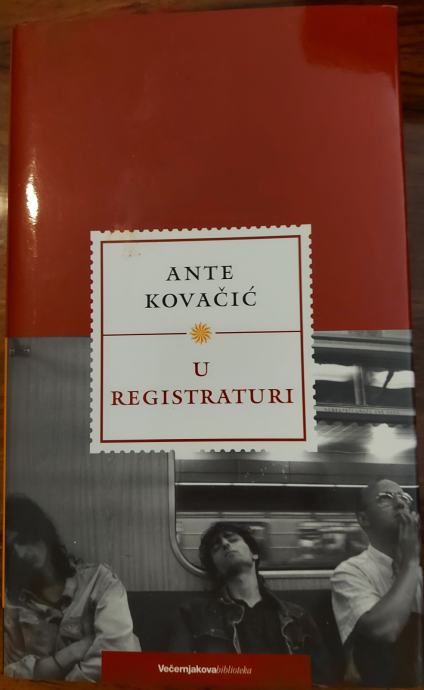 ANTE
KOVAČIĆ
U
REGISTRATURI
Večernjakovabiblioteka